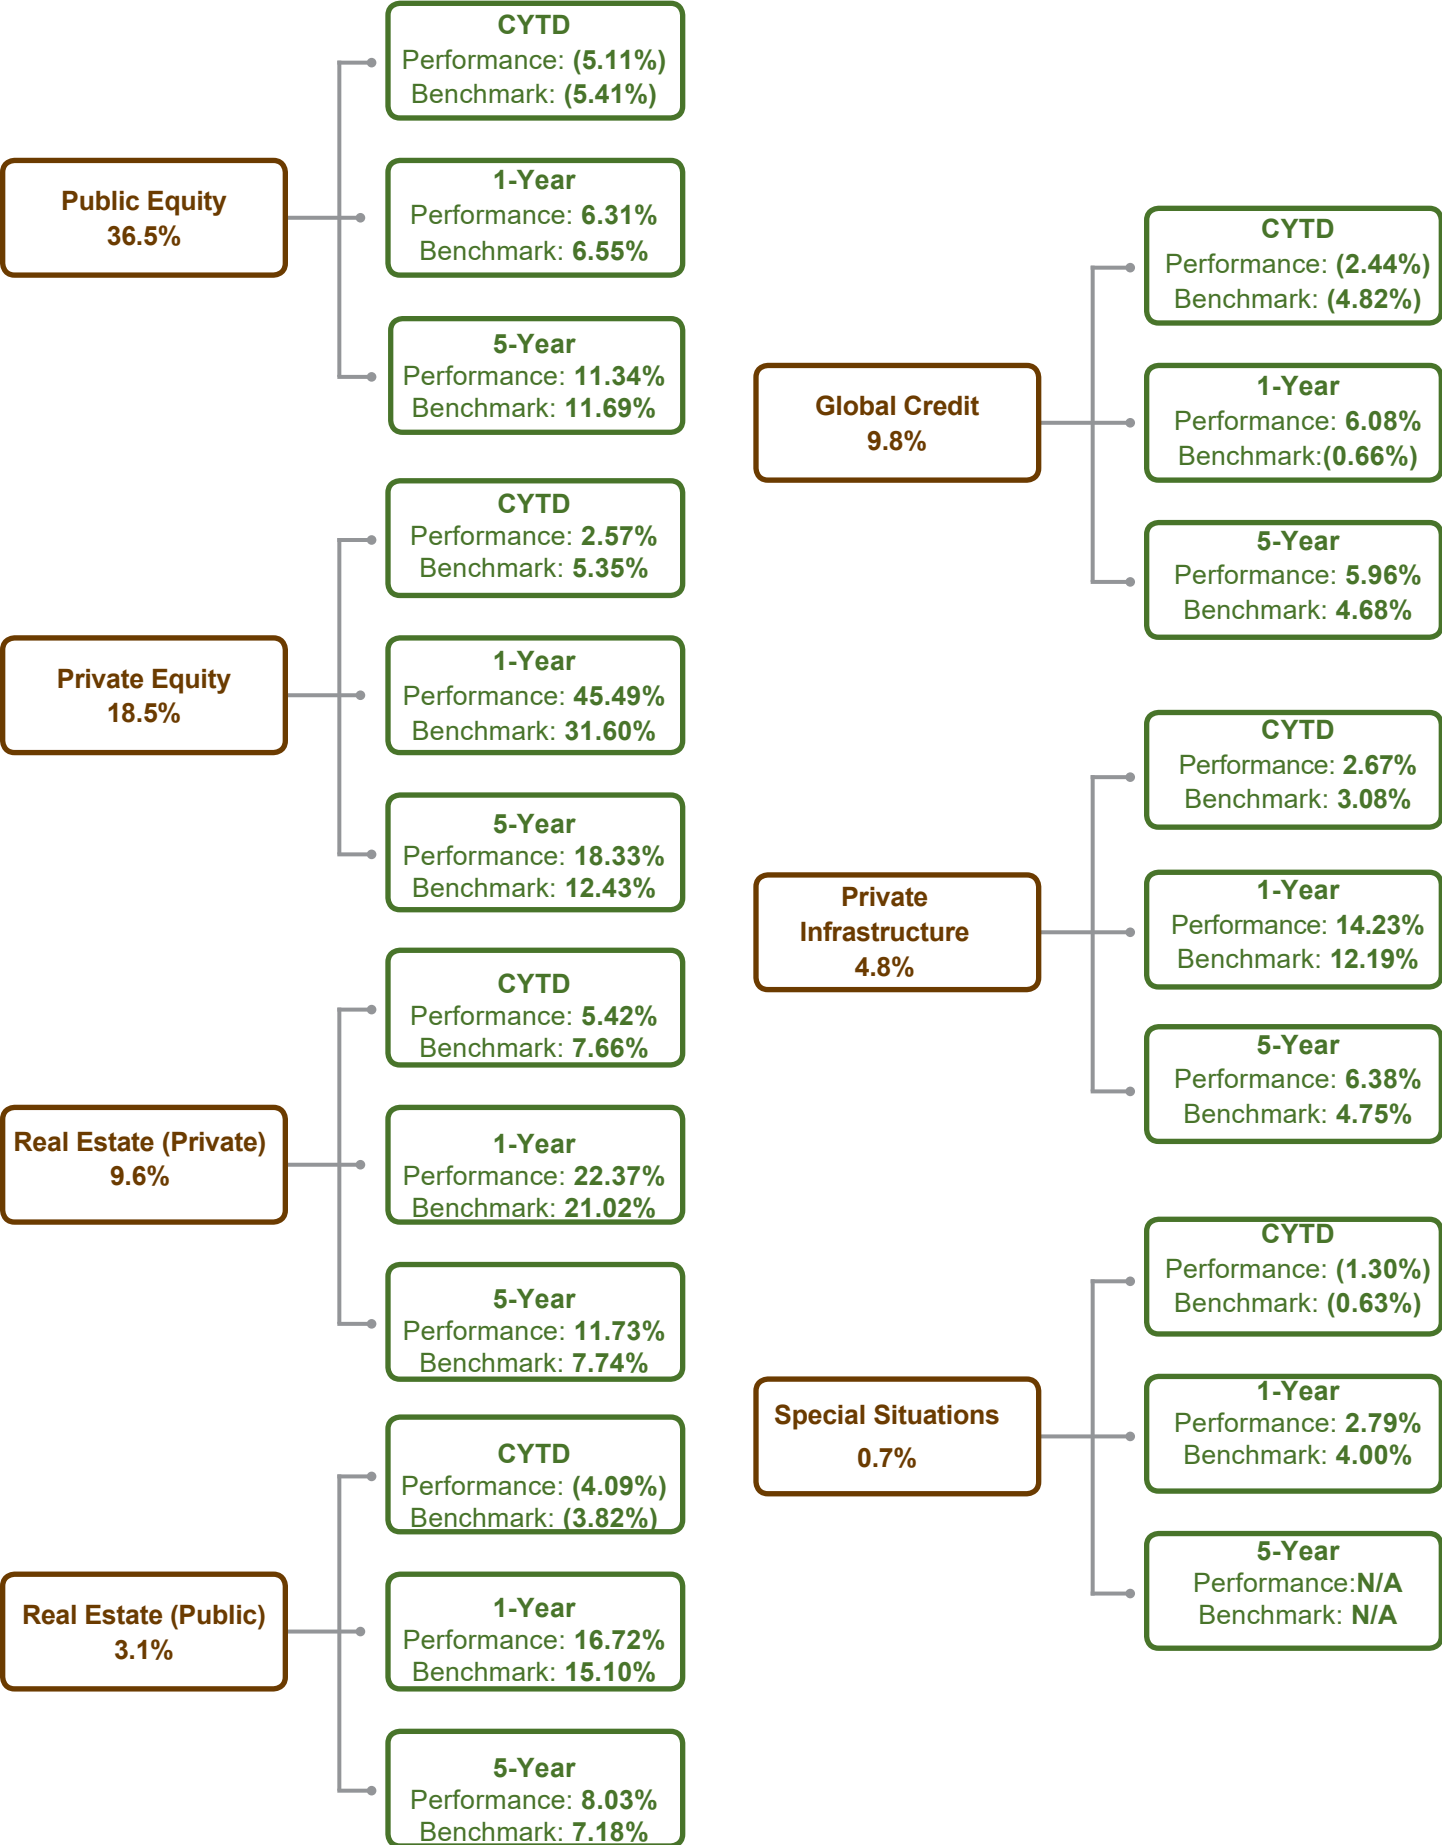 Public Equity
36.5%
CYTD
Performance: (5.11%)
Benchmark: (5.41%)
1-Year
Performance: 6.31%
Benchmark: 6.55%
5-Year
Performance: 11.34%
Benchmark: 11.69%
Private Equity
18.5%
CYTD
Performance: 2.57%
Benchmark: 5.35%
1-Year
Performance: 45.49%
Benchmark: 31.60%
5-Year
Performance: 18.33%
Benchmark: 12.43%
Real Estate (Private)
9.6%
CYTD
Performance: 5.42%
Benchmark: 7.66%
1-Year
Performance: 22.37%
Benchmark: 21.02%
5-Year
Performance: 11.73%
Benchmark: 7.74%
Real Estate (Public)
3.1%
CYTD
Performance: (4.09%)
Benchmark: (3.82%)
1-Year
Performance: 16.72%
Benchmark: 15.10%
5-Year
Performance: 8.03%
Benchmark: 7.18%
Global Credit
9.8%
CYTD
Performance: (2.44%)
Benchmark: (4.82%)
1-Year
Performance: 6.08%
Benchmark:(0.66%)
5-Year
Performance: 5.96%
Benchmark: 4.68%
Private
Infrastructure
4.8%
CYTD
Performance: 2.67%
Benchmark: 3.08%
1-Year
Performance: 14.23%
Benchmark: 12.19%
5-Year
Performance: 6.38%
Benchmark: 4.75%
Special Situations
0.7%
CYTD
Performance: (1.30%)
Benchmark: (0.63%)
1-Year
Performance: 2.79%
Benchmark: 4.00%
5-Year
Performance:N/A
Benchmark: N/A